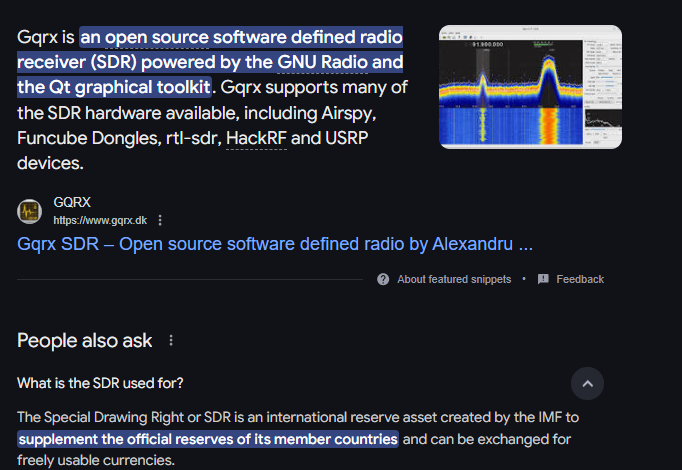 Gqrx is an open source software defined radio
receiver (SDR) powered by the GNU Radio and
the Qt graphical toolkit. Gqrx supports many of
the SDR hardware available, including Airspy,
Funcube Dongles, rtl-sdr, HackRF and USRP
devices.
GQRX
https://www.gqrx.dk
Gqrx SDR – Open source software defined radio by Alexandru ...
About featured snippets • Feedback
People also ask
What is the SDR used for?
The Special Drawing Right or SDR is an international reserve asset created by the IMF to
supplement the official reserves of its member countries and can be exchanged for
freely usable currencies.